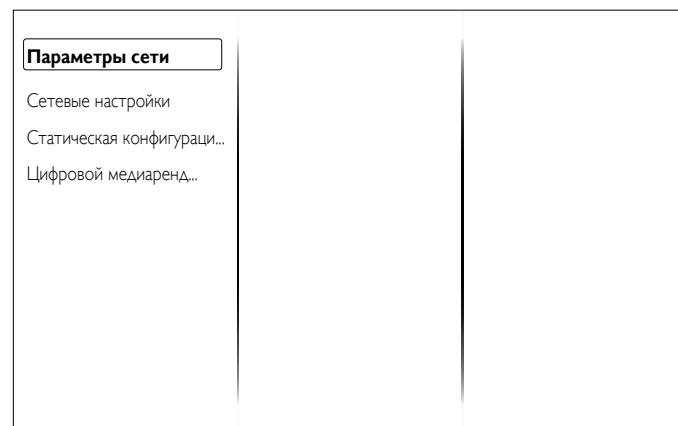 Параметры сети
Сетевые настройки
Статическая конфигураци...
Цифровой медиаренд...